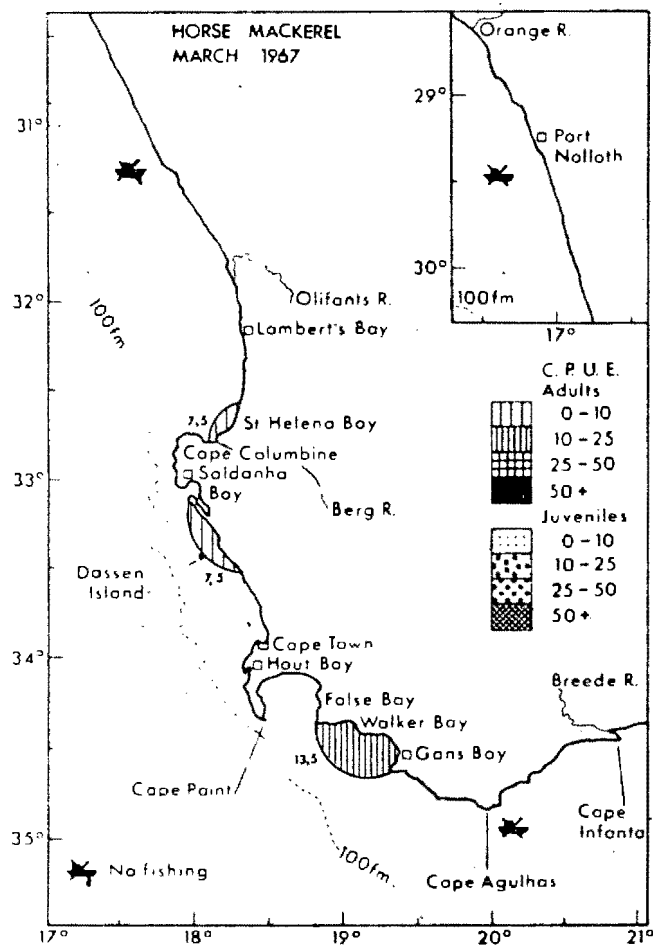 HORSE MACKEREL
MARCH 1967
Orange R.
29°
Port
Nolloth
30°
100fm
17°
31°
32°
33°
34°
35°
100fm
Olifants R.
Lambert's Bay
7,5
St Helena Bay
Cape Columbine
Saldanha
Bay
Berg R.
Dassen
Island
7,5
C. P. U. E.
Adults
0-10
10-25
25-50
50+
Juveniles
0-10
10-25
25-50
50+
Cape Town
Hout Bay
False Bay
Walker Bay
Gans Bay
13,5
Cape Point
Breede R.
Cape
Infanta
100fm.
Cape Agulhas
No fishing
17°
18°
19°
20°
21°